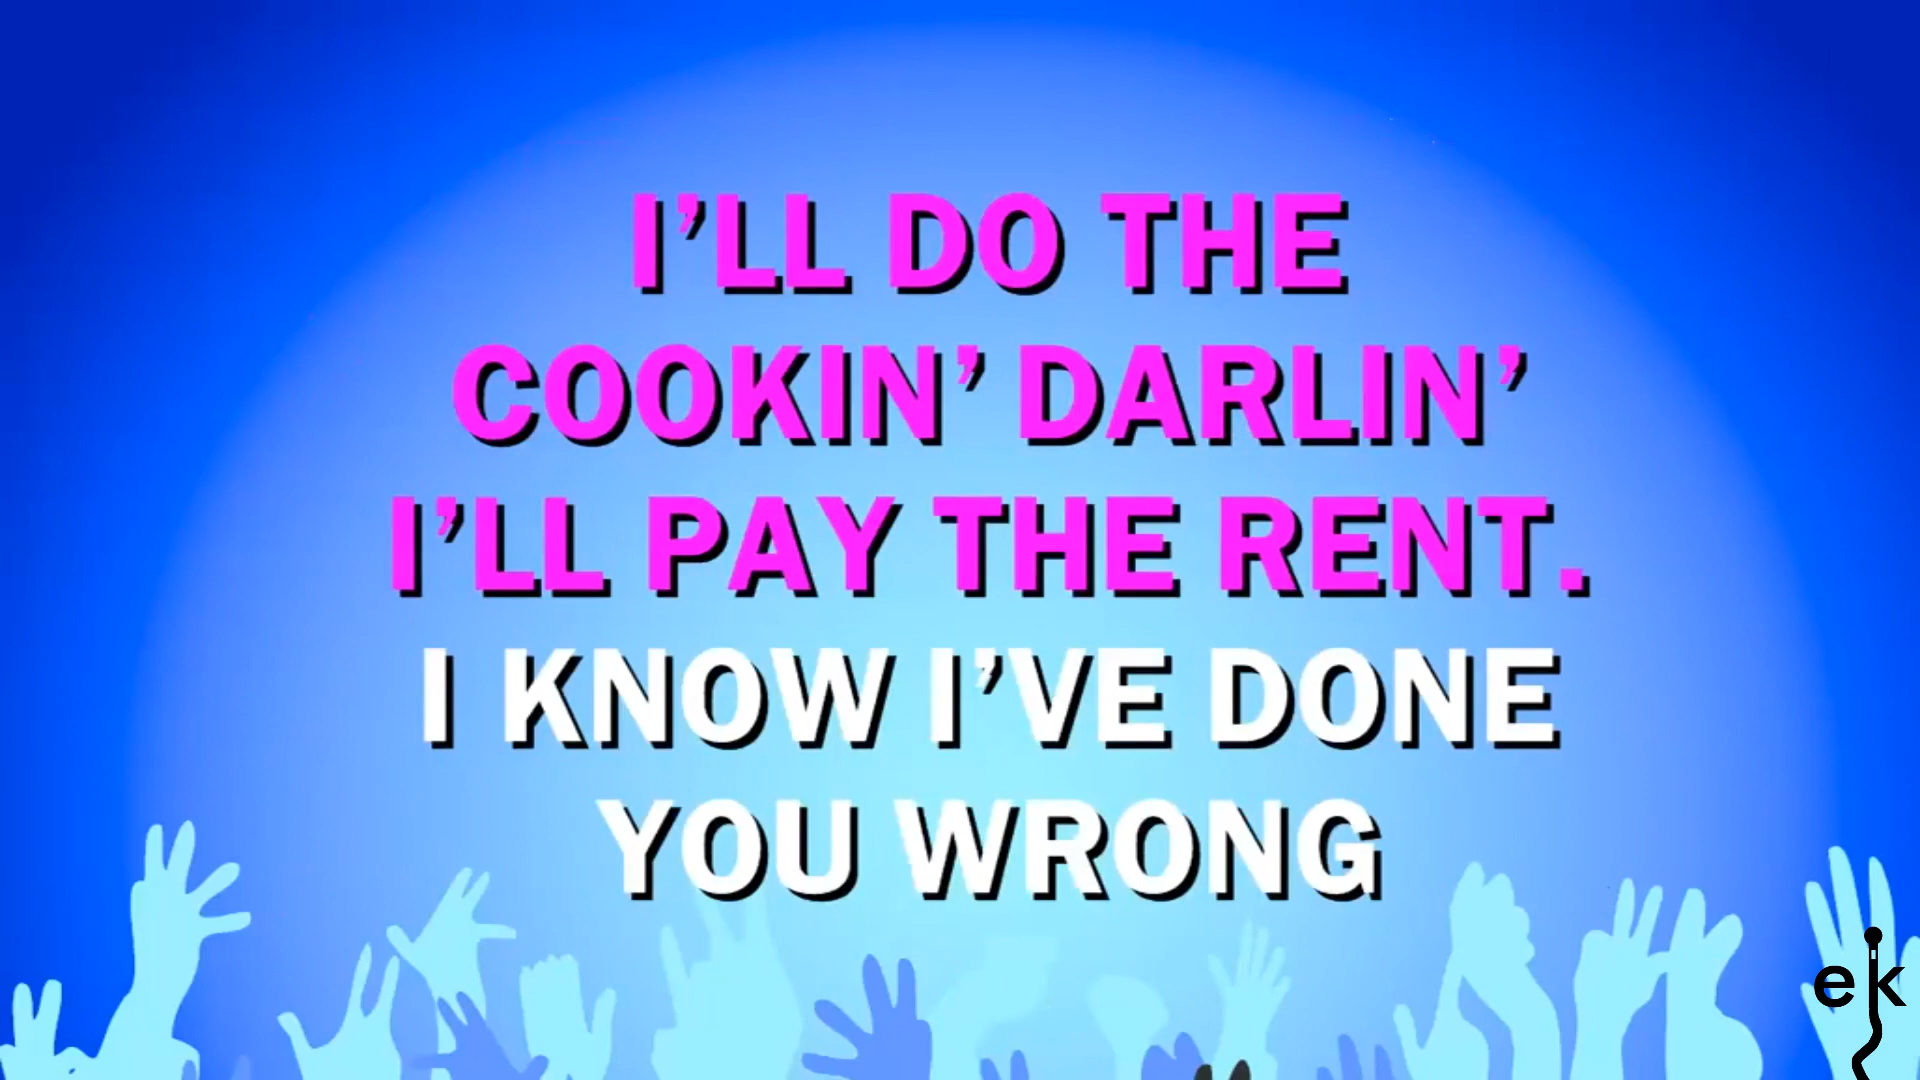 I’LL DO THE
COOKIN’ DARLIN’
I’LL PAY THE RENT.
I KNOW I’VE DONE
YOU WRONG
ek